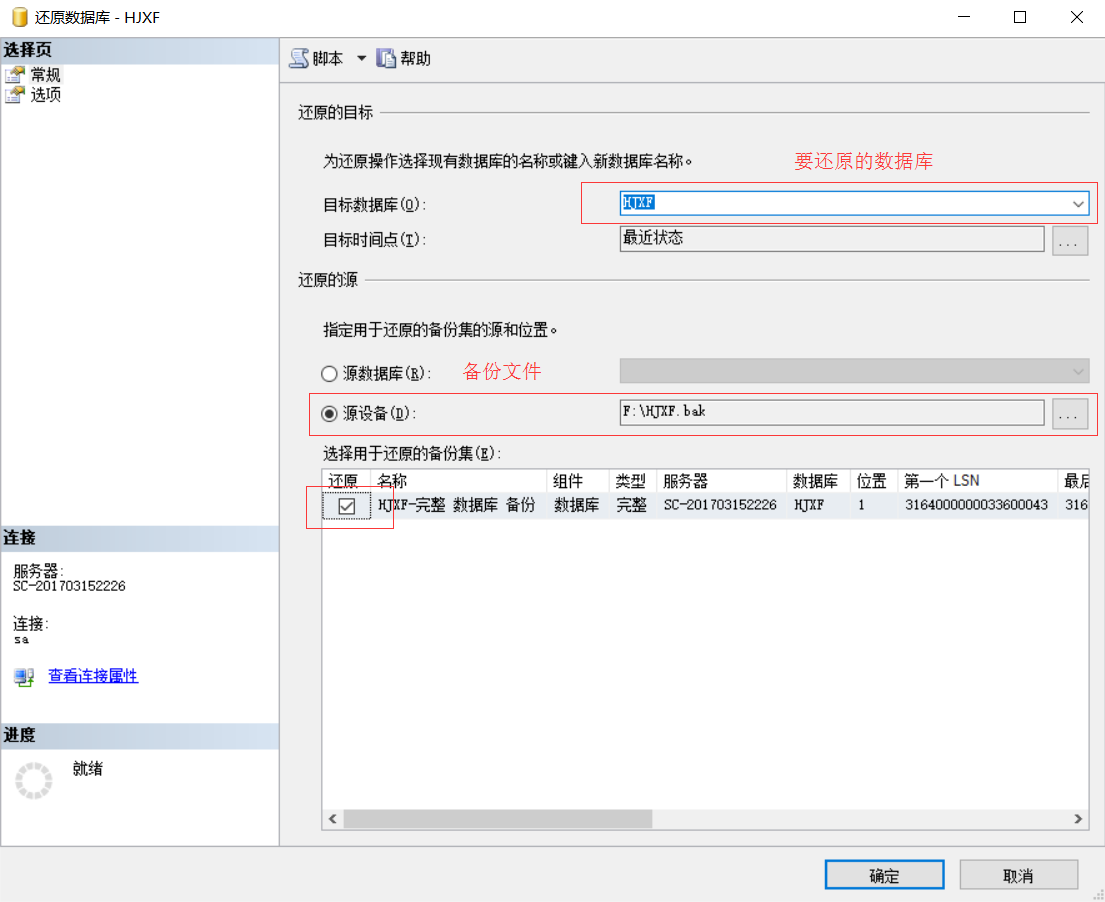 还原数据库 - HJXF
选择页
常规
选项
脚本 帮助
还原的目标
为还原操作选择现有数据库的名称或键入新数据库名称。
要还原的数据库
目标数据库(O):
HJXF
目标时间点(T):
最近状态
...
还原的源
指定用于还原的备份集的源和位置。
源数据库(R):
备份文件
源设备(D):
F:\HJXF.bak
...
选择用于还原的备份集(E):
还原 名称 组件 类型 服务器 数据库 位置 第一个 LSN 最后
HJXF-完整 数据库 备份 数据库 完整 SC-201703152226 HJXF 1 3164000000033600043 316
连接
服务器:
SC-201703152226
连接:
sa
查看连接属性
进度
就绪
确定 取消